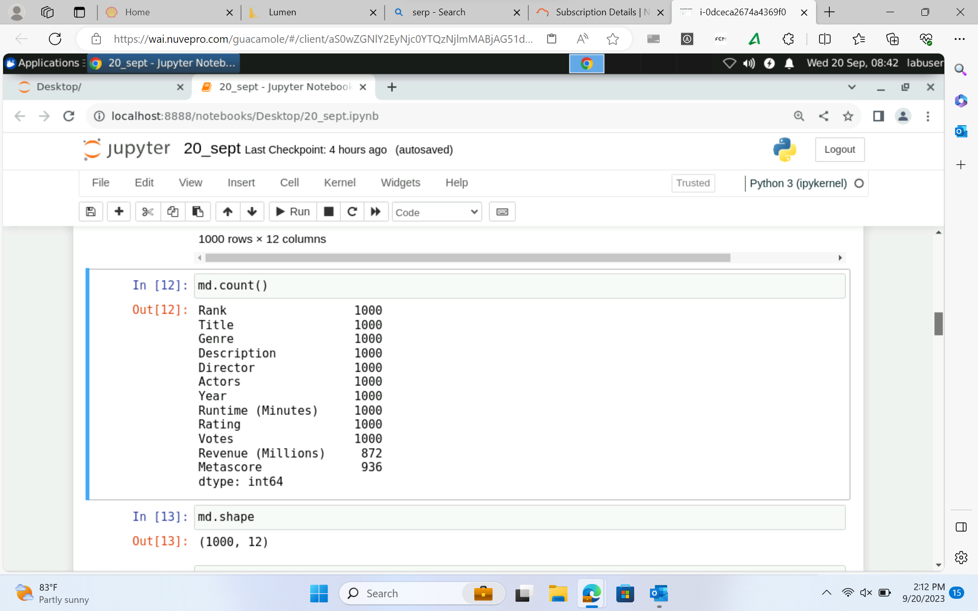 Home
Lumen
serp - Search
Subscription Details | N
i-0dceca2674a4369f0
https://wai.nuvepro.com/guacamole/#/client/aS0wZGNlY2EyNjc0YTQzNjlmMABjAG51d...
Applications
20_sept - Jupyter Noteb...
Wed 20 Sep, 08:42 labuser
Desktop/
20_sept - Jupyter Notebook
localhost:8888/notebooks/Desktop/20_sept.ipynb
jupyter 20_sept Last Checkpoint: 4 hours ago (autosaved)
Logout
File Edit View Insert Cell Kernel Widgets Help
Trusted
Python 3 (ipykernel)
Run
Code
1000 rows × 12 columns
In [12]: md.count()
Out[12]: Rank 1000
Title 1000
Genre 1000
Description 1000
Director 1000
Actors 1000
Year 1000
Runtime (Minutes) 1000
Rating 1000
Votes 1000
Revenue (Millions) 872
Metascore 936
dtype: int64
In [13]: md.shape
Out[13]: (1000, 12)
83°F
Partly sunny
Search
2:12 PM
9/20/2023
15